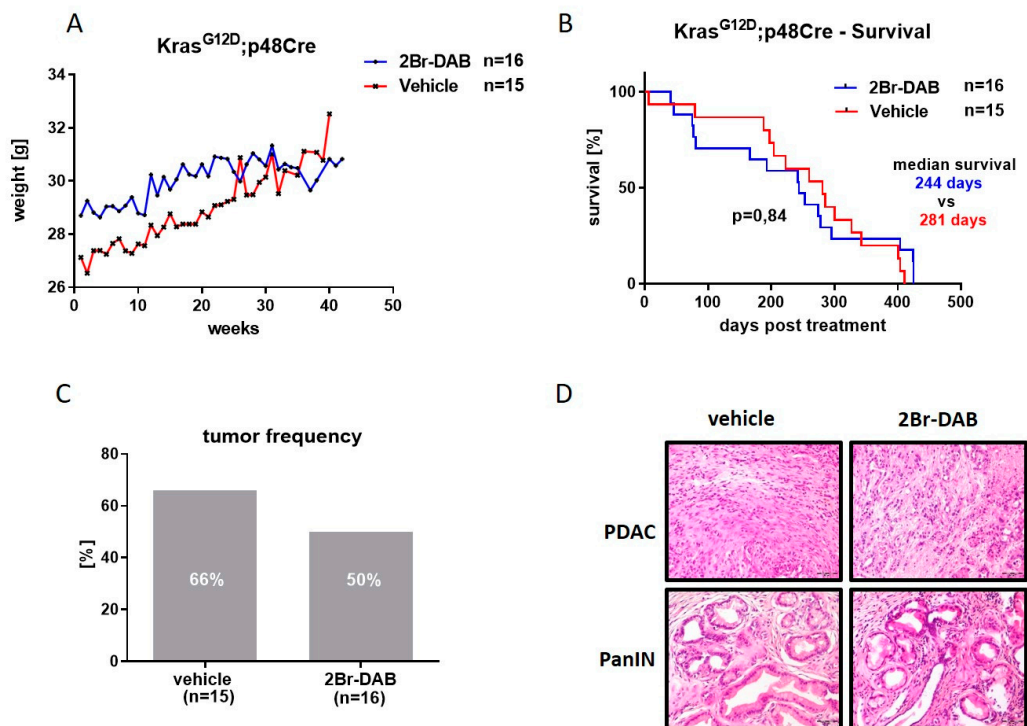 A
Kras^G12D;p48Cre
2Br-DAB n=16
Vehicle n=15
weight [g]
34
32
30
28
26
0 10 20 30 40 50
weeks
B
Kras^G12D;p48Cre - Survival
2Br-DAB n=16
Vehicle n=15
survival [%]
100
50
0
median survival
244 days
vs
281 days
p=0,84
0 100 200 300 400 500
days post treatment
C
tumor frequency
[%]
80
60
40
20
0
66%
50%
vehicle
(n=15)
2Br-DAB
(n=16)
D
vehicle 2Br-DAB
PDAC
PanIN